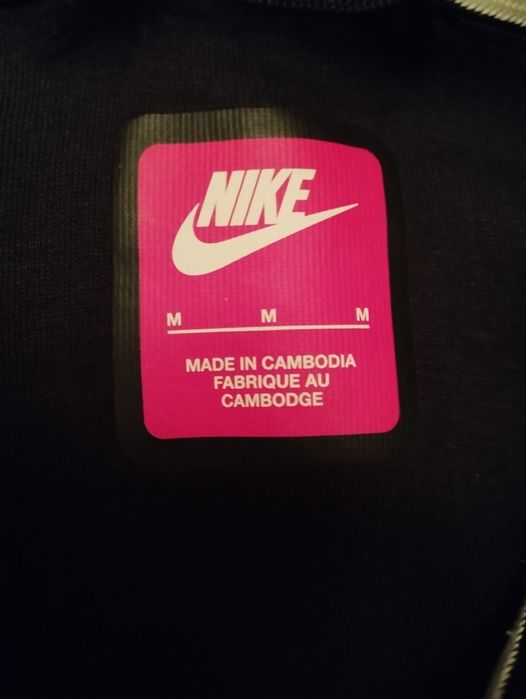 NIKE
M M M
MADE IN CAMBODIA
FABRIQUE AU
CAMBODGE